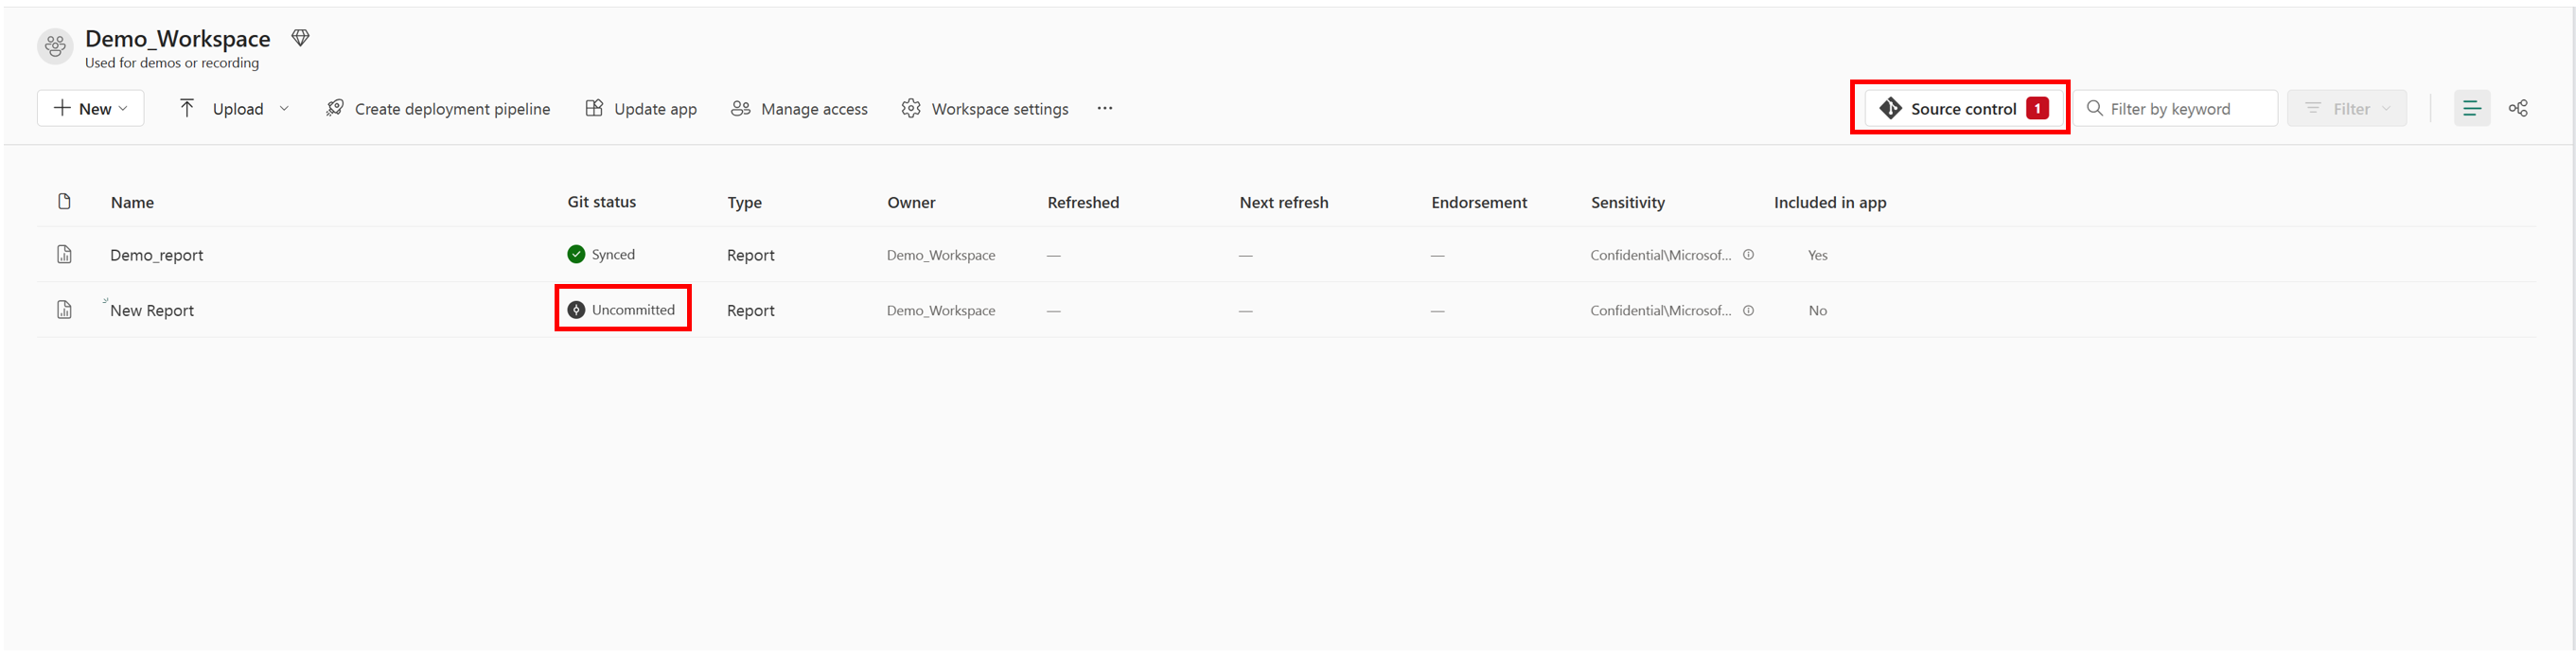 Demo_Workspace
Used for demos or recording
New Upload Create deployment pipeline Update app Manage access Workspace settings ... Source control 1 Filter by keyword Filter
Name Git status Type Owner Refreshed Next refresh Endorsement Sensitivity Included in app
Demo_report Synced Report Demo_Workspace — — — Confidential\Microsof... Yes
New Report Uncommitted Report Demo_Workspace — — — Confidential\Microsof... No